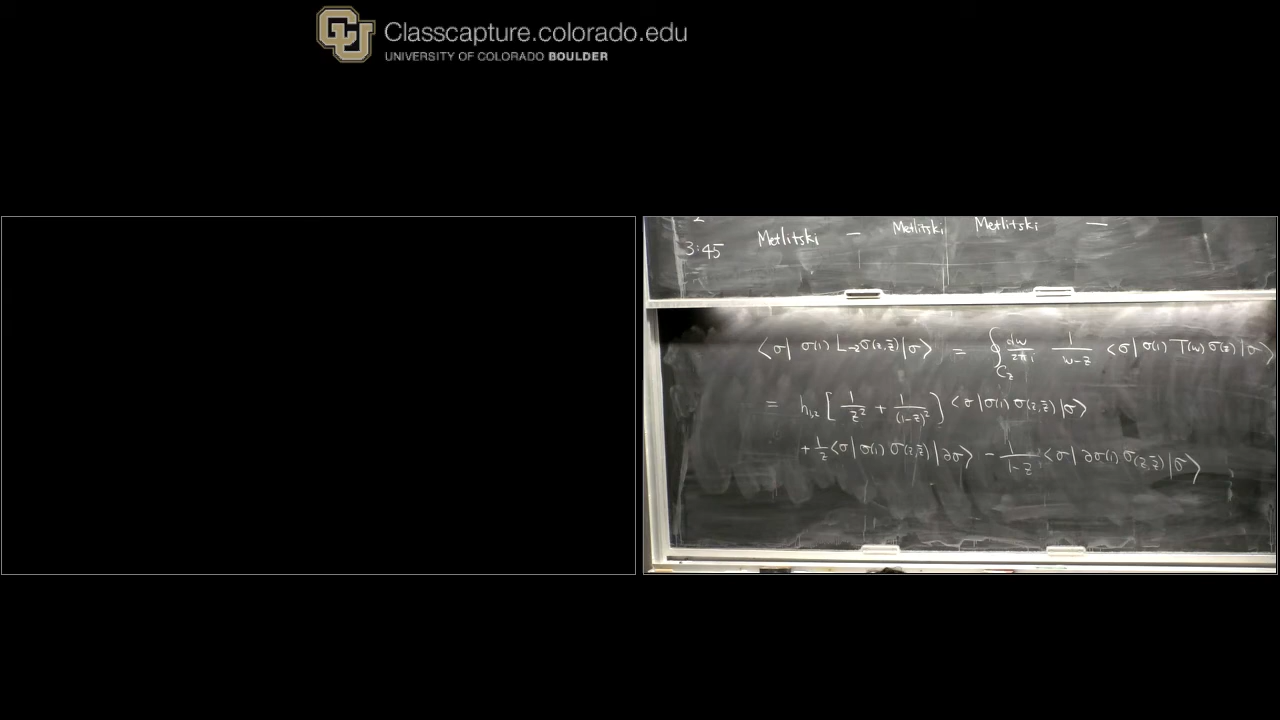 Classcapture.colorado.edu
UNIVERSITY OF COLORADO BOULDER
3:45 Metlitski — Metlitski Metlitski —
⟨σ| σ(1) L₋₂σ(z,z̄)|σ⟩ = ∮_{C_z} dw/2πi 1/(w-z) ⟨σ| σ(1) T(w) σ(z) |σ⟩
= h₁,₂ [ 1/z² + 1/(1-z)² ] ⟨σ|σ(1) σ(z,z̄)|σ⟩
+ 1/z ⟨σ| σ(1) σ(z,z̄) |∂σ⟩ - 1/(1-z) ⟨σ| ∂σ(1) σ(z,z̄)|σ⟩